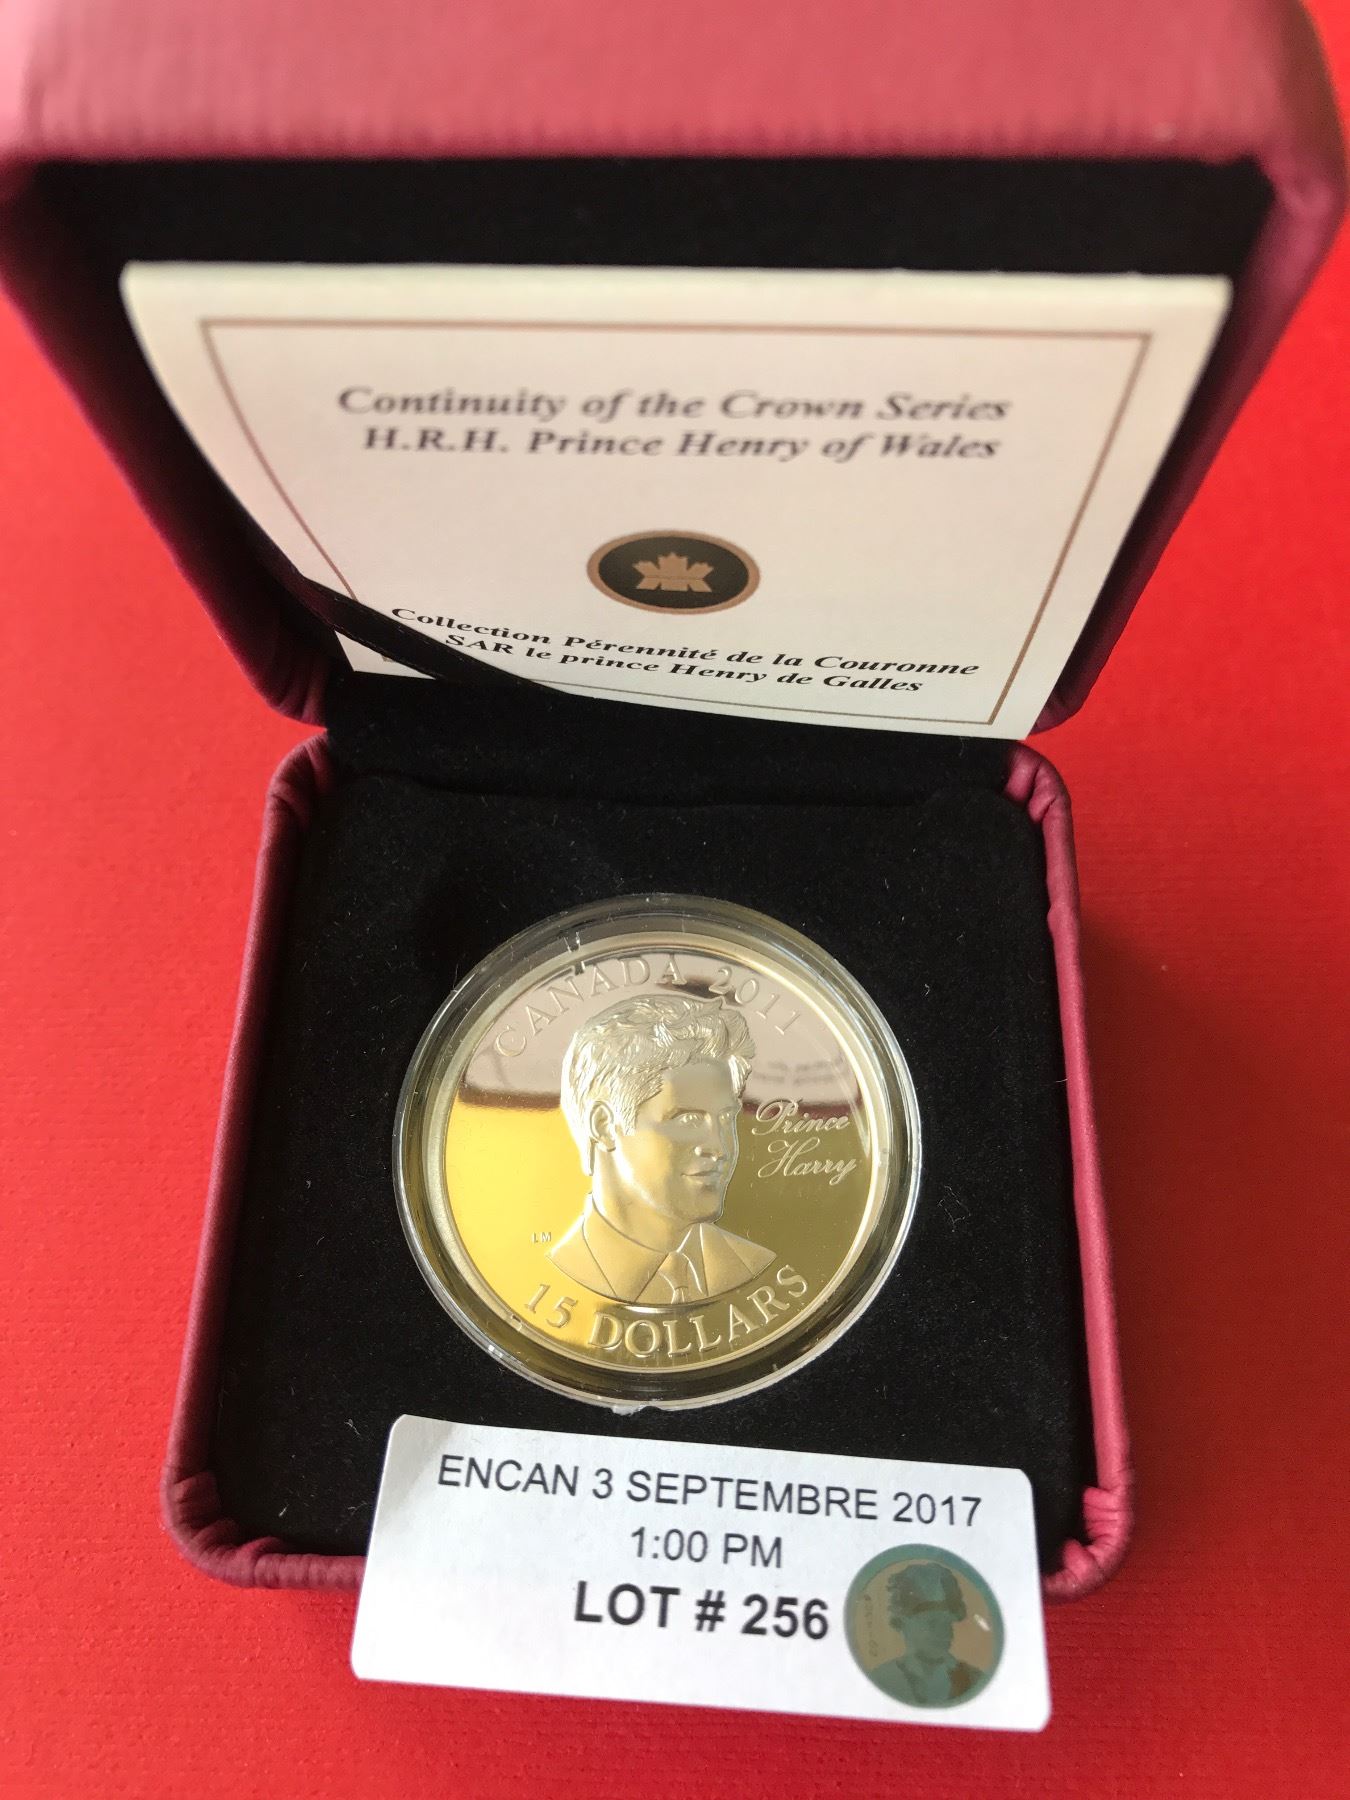 Continuity of the Crown Series
H.R.H. Prince Henry of Wales
Collection Pérennité de la Couronne
SAR le prince Henry de Galles
CANADA 2011
Prince
Harry
LM
15 DOLLARS
ENCAN 3 SEPTEMBRE 2017
1:00 PM
LOT # 256